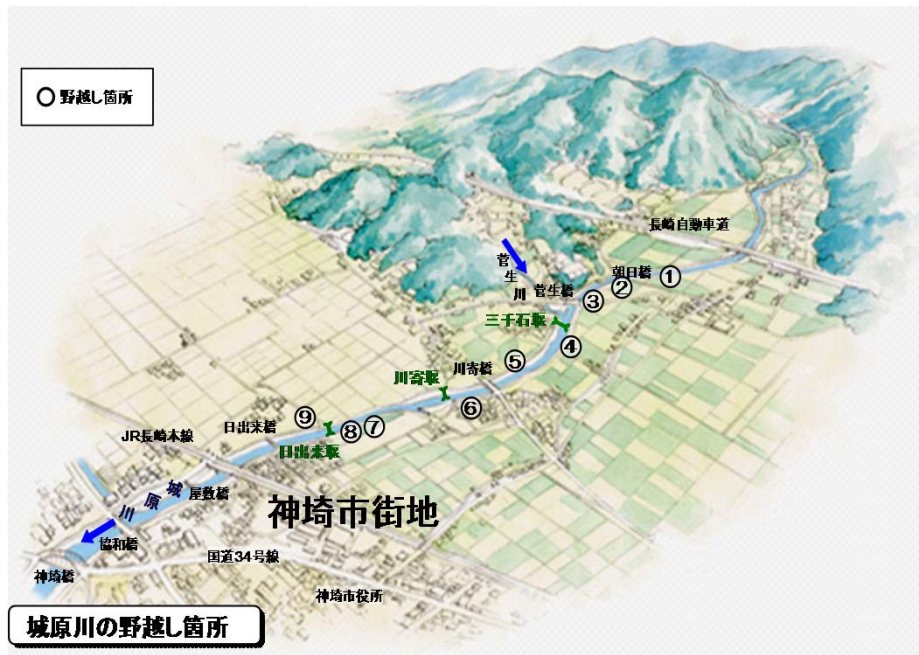 ○野越し箇所
長崎自動車道
菅生川
菅生橋
朝日橋
①
②
③
三千石堰
④
⑤
川寄橋
川寄堰
⑥
⑦
⑧
⑨
日出来橋
日出来堰
JR長崎本線
屋敷橋
城原川
神埼市街地
協和橋
国道34号線
神埼橋
神埼市役所
城原川の野越し箇所